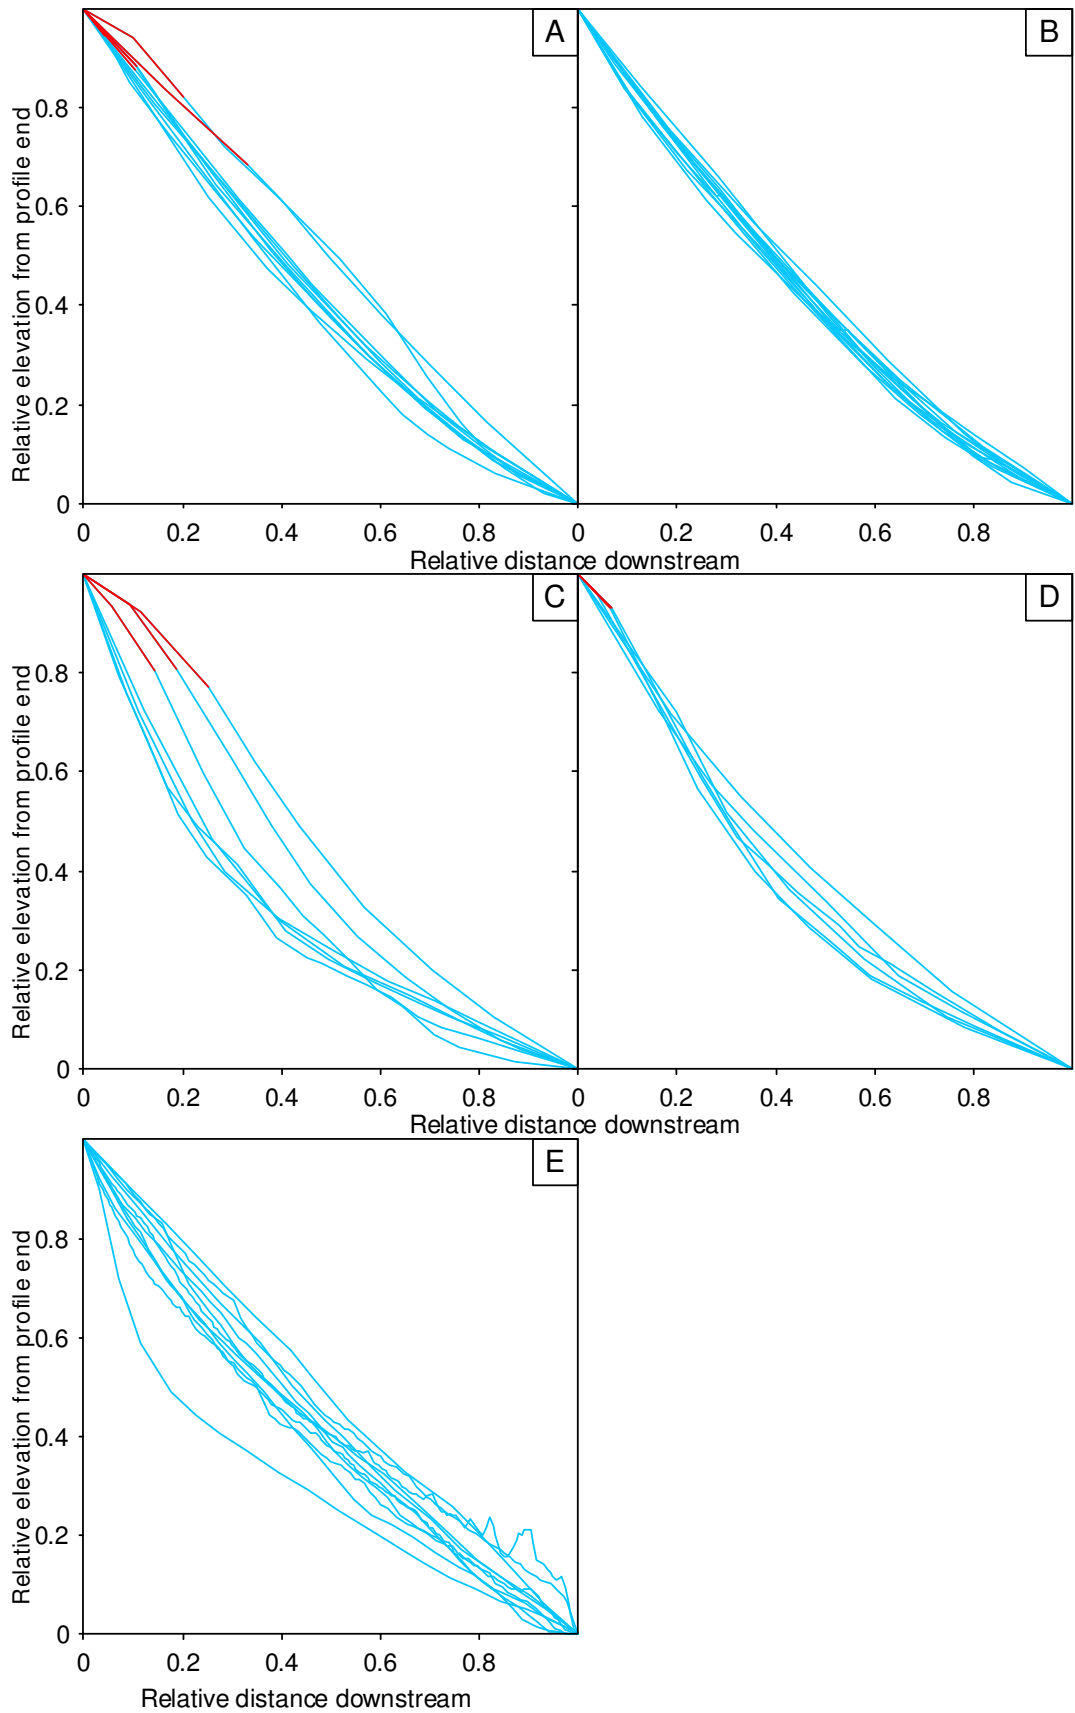 A
B
Relative elevation from profile end
0.8
0.6
0.4
0.2
0
0 0.2 0.4 0.6 0.8 0 0.2 0.4 0.6 0.8
Relative distance downstream
C
D
Relative elevation from profile end
0.8
0.6
0.4
0.2
0
0 0.2 0.4 0.6 0.8 0 0.2 0.4 0.6 0.8
Relative distance downstream
E
Relative elevation from profile end
0.8
0.6
0.4
0.2
0
0 0.2 0.4 0.6 0.8
Relative distance downstream